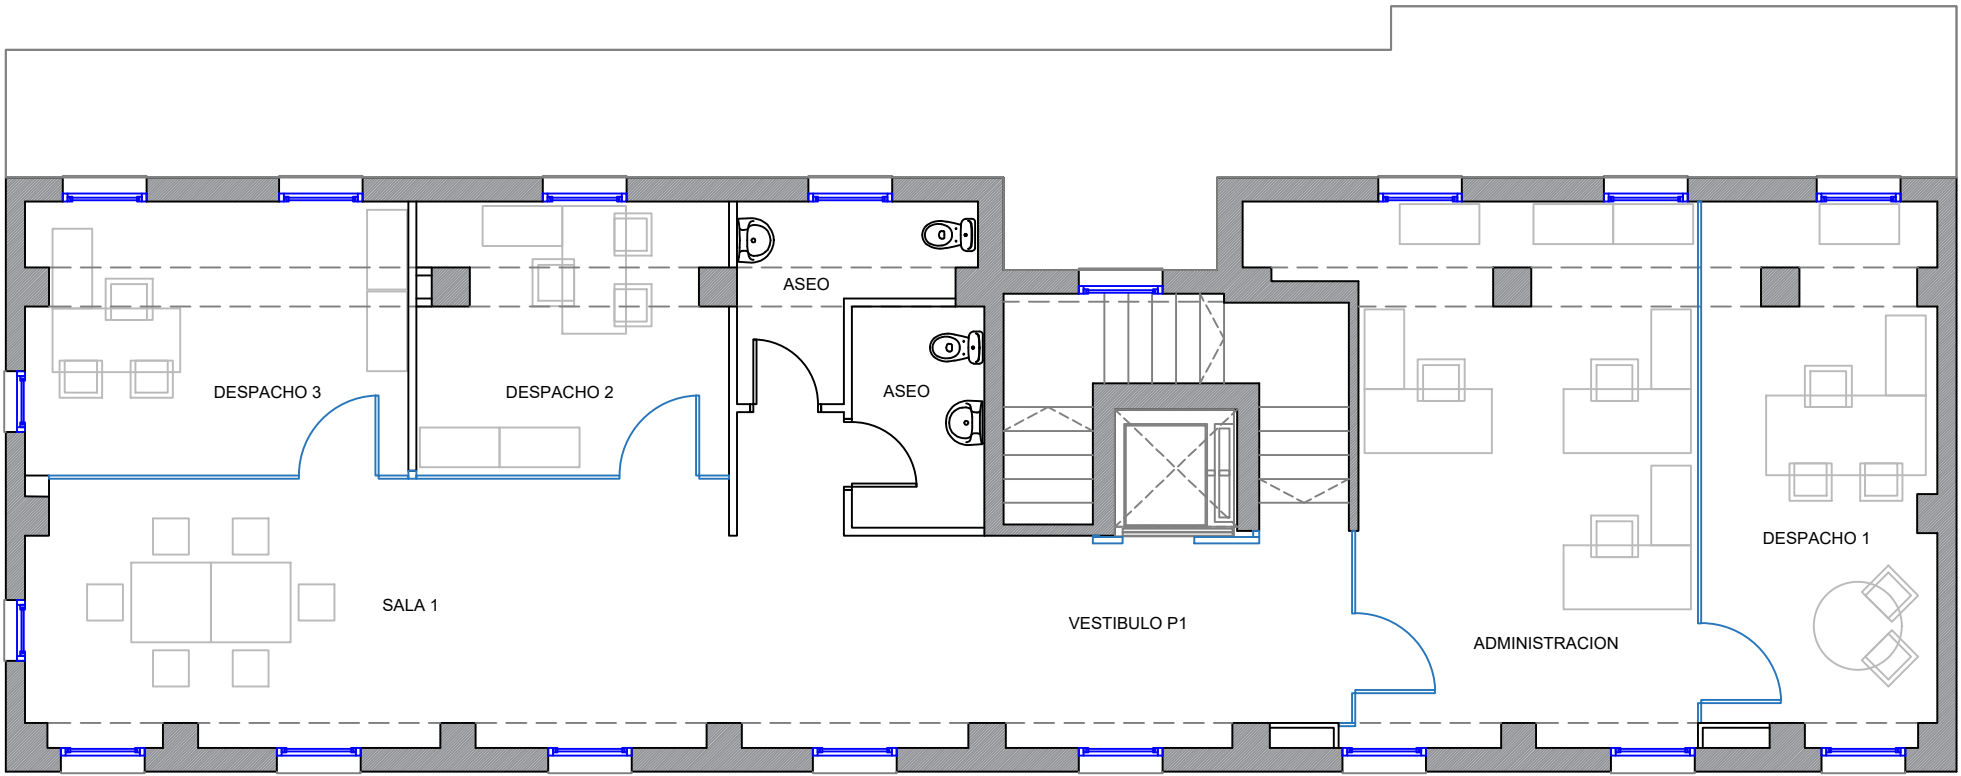 ASEO
DESPACHO 3
DESPACHO 2
ASEO
DESPACHO 1
SALA 1
VESTIBULO P1
ADMINISTRACION